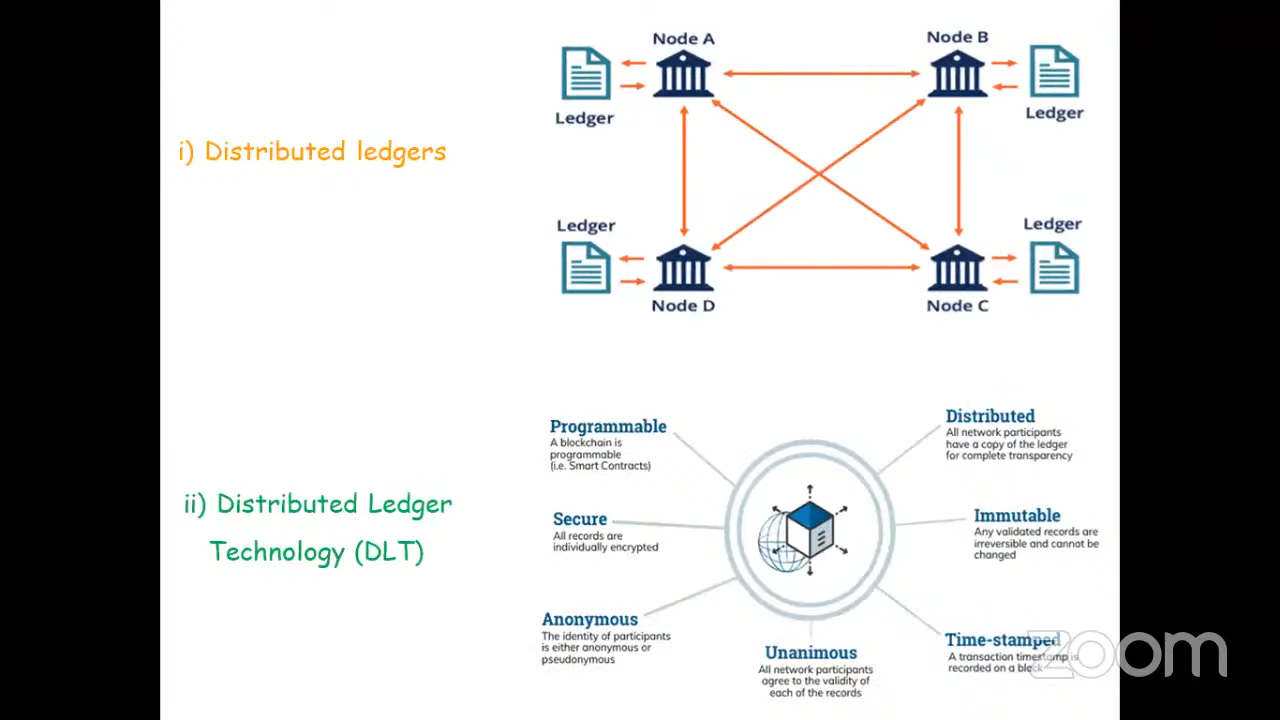 Node A
Node B
Ledger
Ledger
i) Distributed ledgers
Ledger
Ledger
Node D
Node C
ii) Distributed Ledger
Technology (DLT)
Programmable
A blockchain is
programmable
(i.e. Smart Contracts)
Secure
All records are
individually encrypted
Anonymous
The identity of participants
is either anonymous or
pseudonymous
Unanimous
All network participants
agree to the validity of
each of the records
Distributed
All network participants
have a copy of the ledger
for complete transparency
Immutable
Any validated records are
irreversible and cannot be
changed
Time-stamped
A transaction timestamp is
recorded on a block
zoom